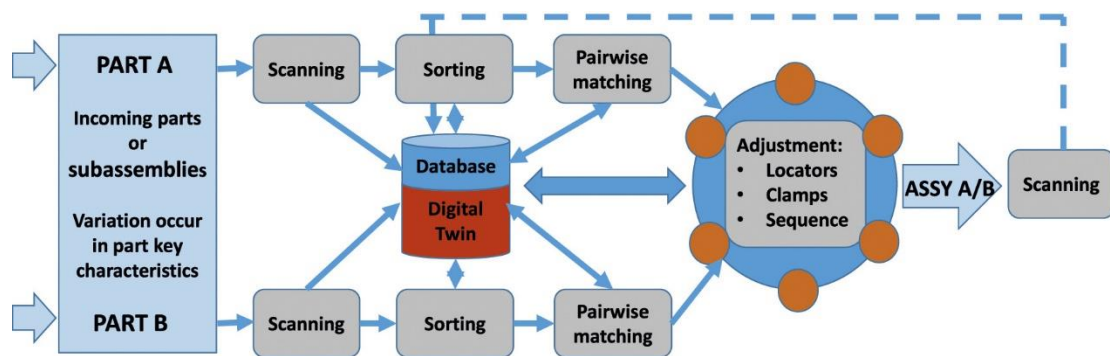 PART A
Incoming parts
or
subassemblies
Variation occur
in part key
characteristics
PART B
Scanning
Sorting
Pairwise
matching
Database
Digital
Twin
Scanning
Sorting
Pairwise
matching
Adjustment:
• Locators
• Clamps
• Sequence
ASSY A/B
Scanning